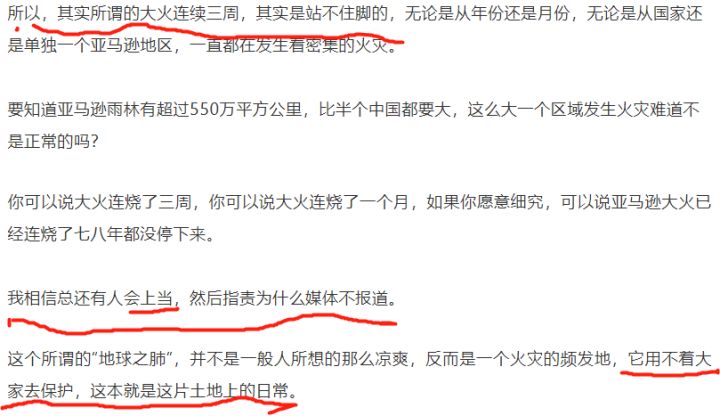 所以，其实所谓的大火连续三周，其实是站不住脚的，无论是从年份还是月份，无论是从国家还
是单独一个亚马逊地区，一直都在发生着密集的火灾。
要知道亚马逊雨林有超过550万平方公里，比半个中国都要大，这么大一个区域发生火灾难道不
是正常的吗？
你可以说大火连烧了三周，你可以说大火连烧了一个月，如果你愿意细究，可以说亚马逊大火已
经连烧了七八年都没停下来。
我相信总还有人会上当，然后指责为什么媒体不报道。
这个所谓的“地球之肺”，并不是一般人所想的那么凉爽，反而是一个火灾的频发地，它用不着大
家去保护，这本就是这片土地上的日常。